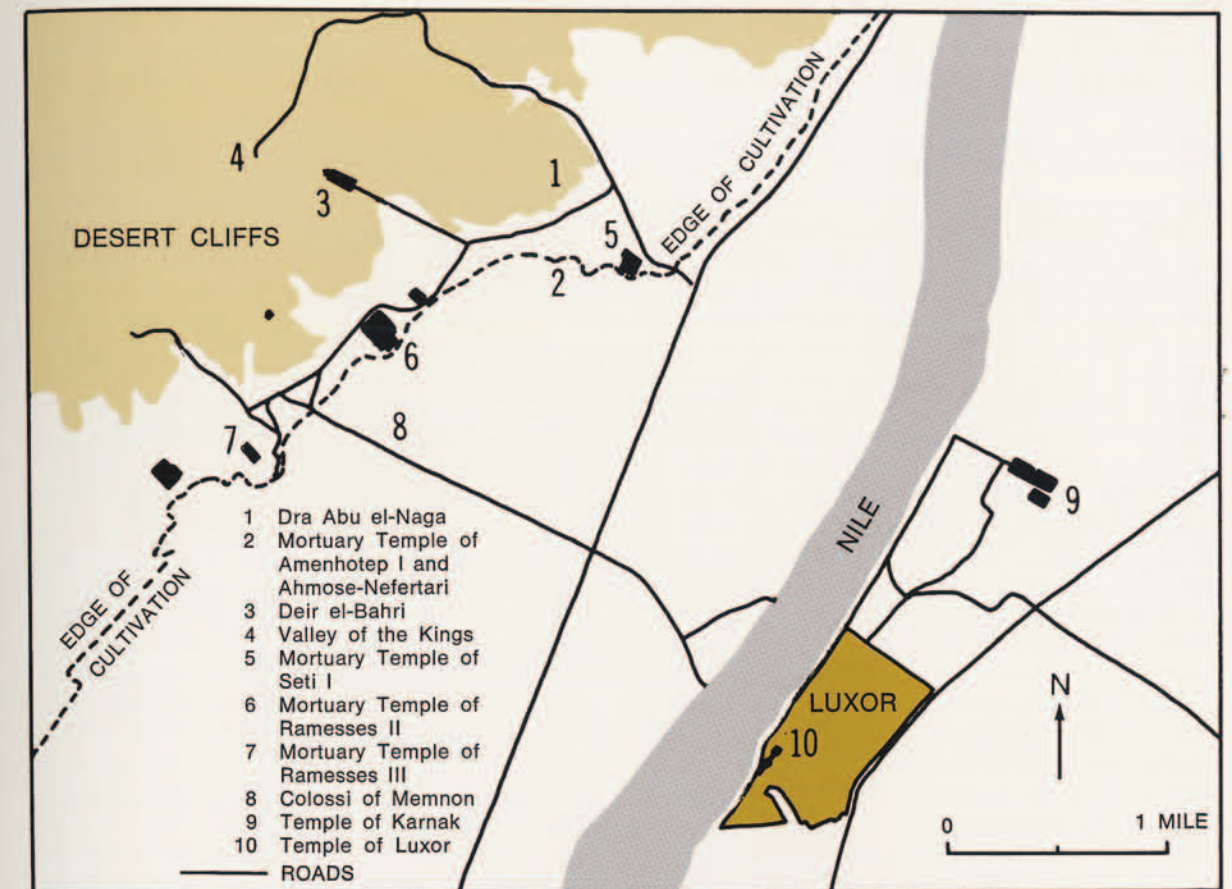 EDGE OF CULTIVATION
4
1
3
DESERT CLIFFS
5
2
6
8
7
9
NILE
1 Dra Abu el-Naga
2 Mortuary Temple of
Amenhotep I and
Ahmose-Nefertari
3 Deir el-Bahri
4 Valley of the Kings
5 Mortuary Temple of
Seti I
6 Mortuary Temple of
Ramesses II
7 Mortuary Temple of
Ramesses III
8 Colossi of Memnon
9 Temple of Karnak
10 Temple of Luxor
ROADS
EDGE OF
CULTIVATION
LUXOR
10
N
0 1 MILE